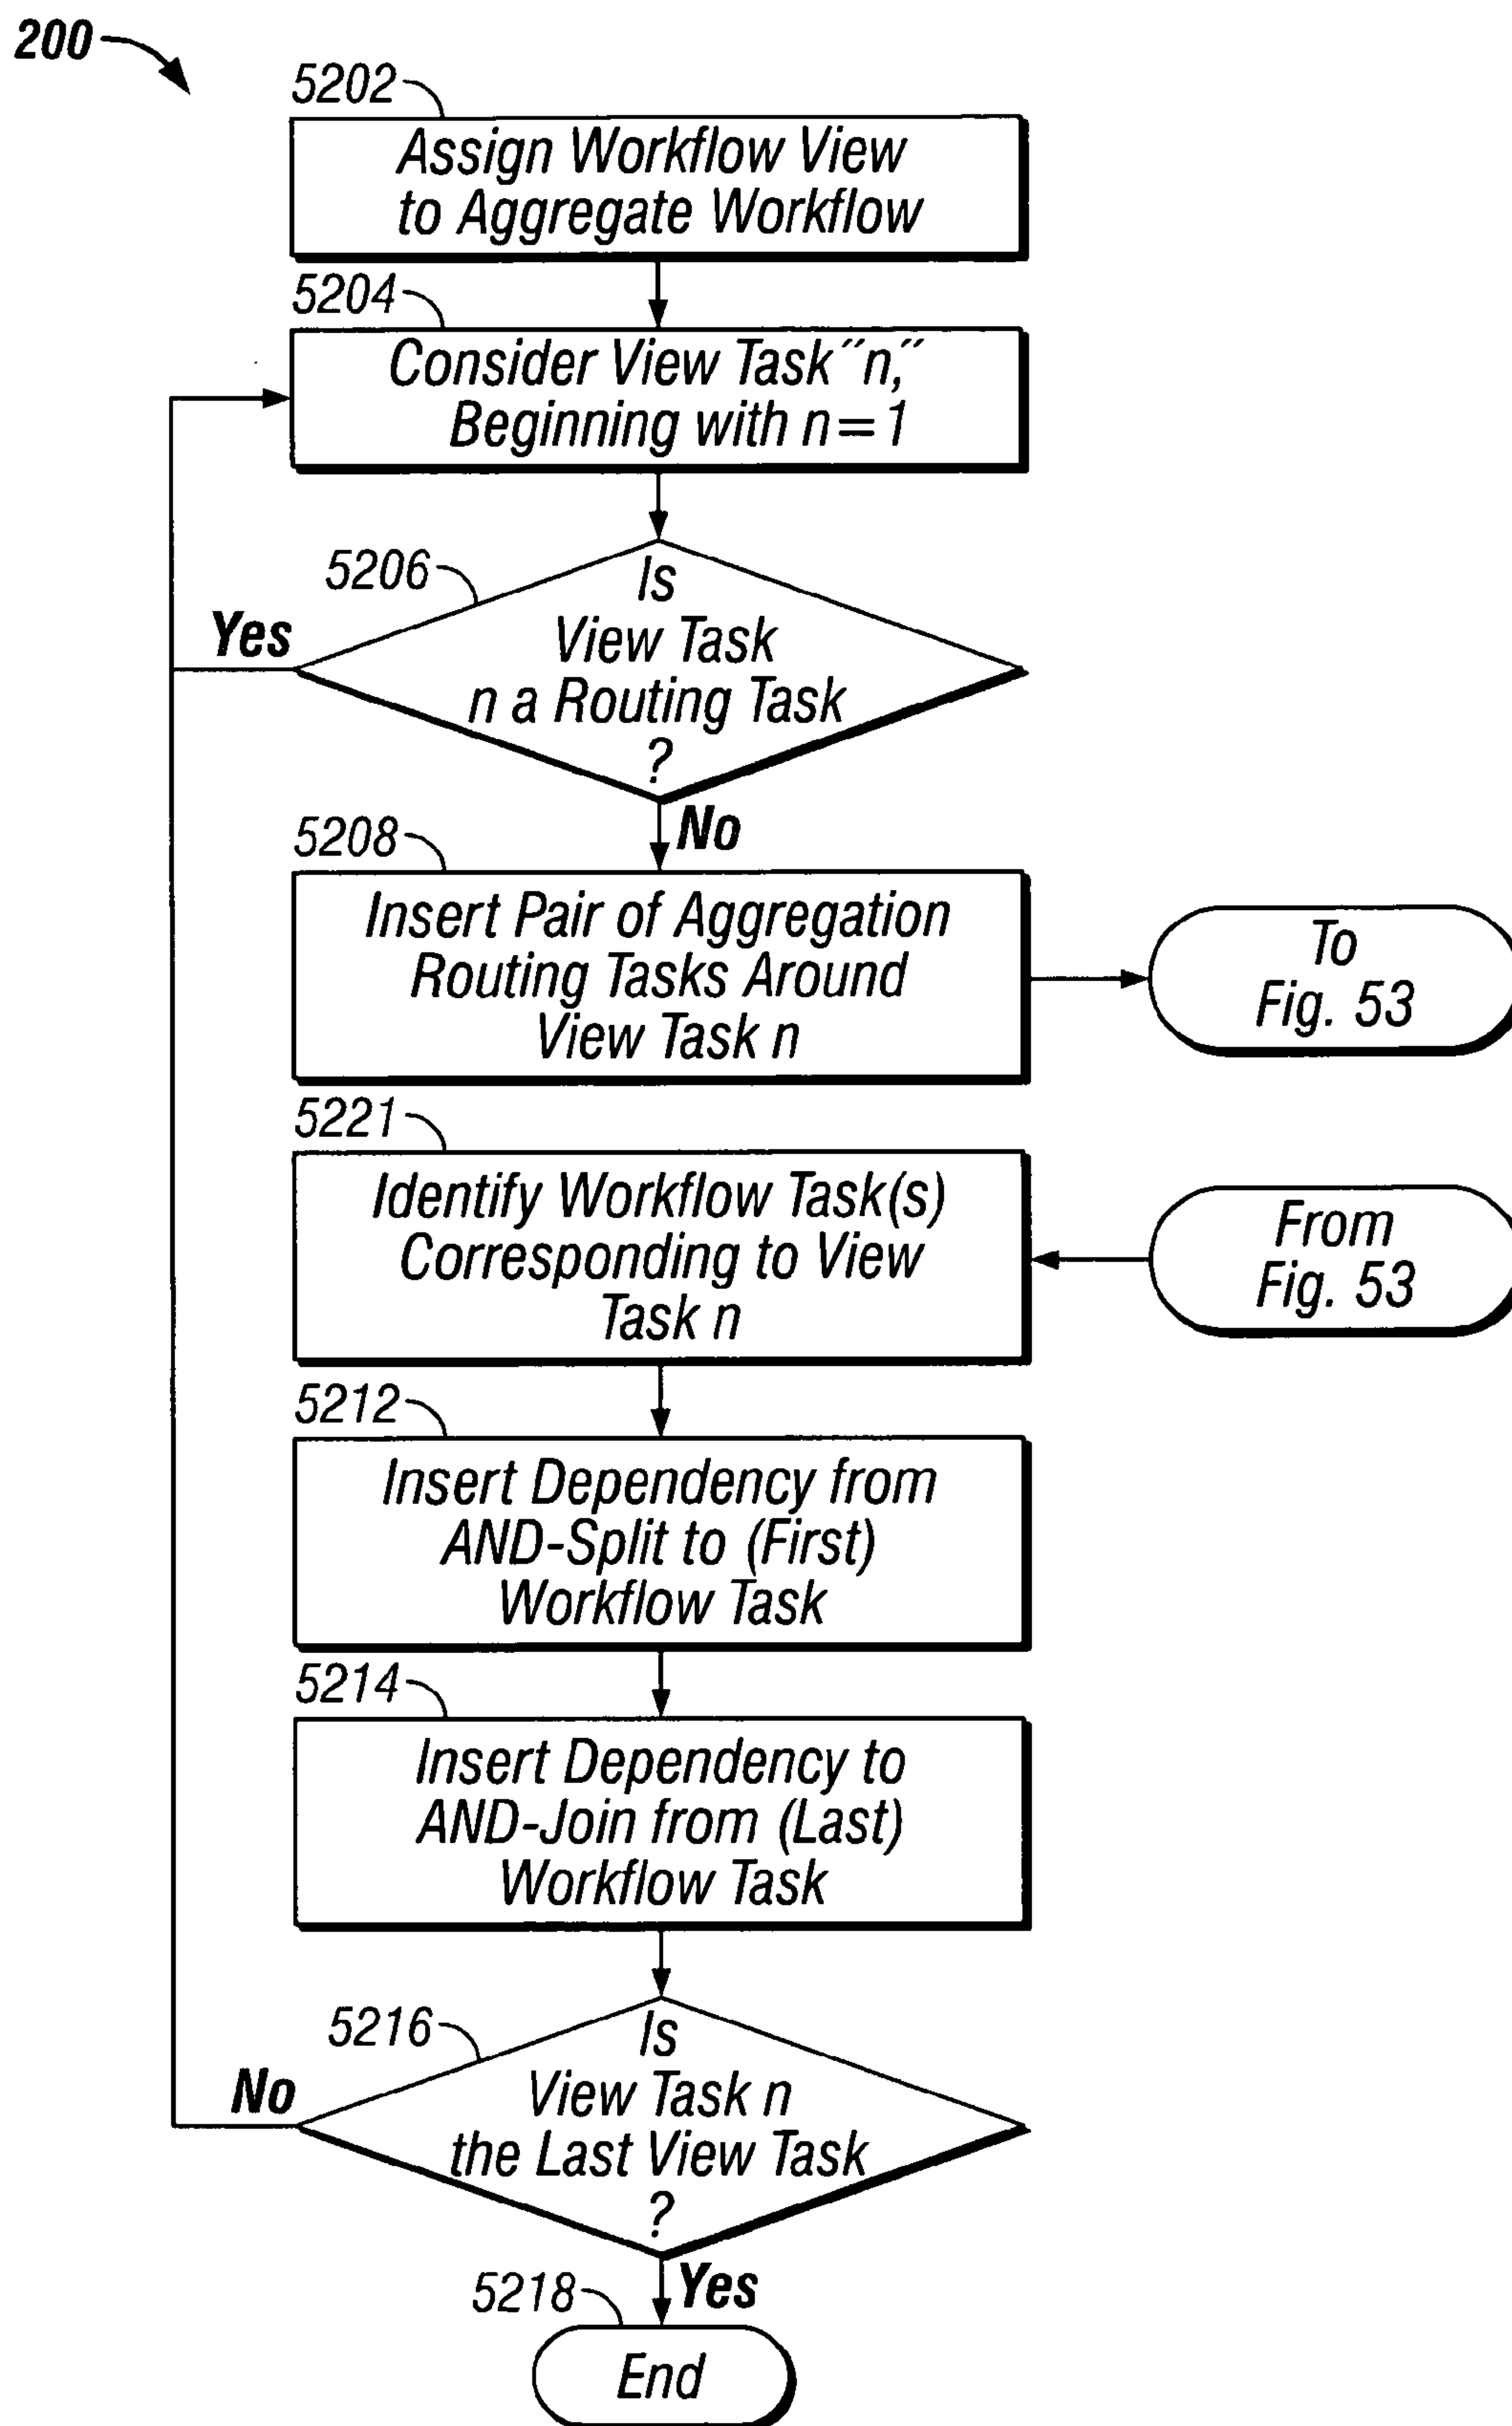 200
5202
Assign Workflow View
to Aggregate Workflow
5204
Consider View Task "n,"
Beginning with n=1
5206
Is
View Task
n a Routing Task
?
Yes
No
5208
Insert Pair of Aggregation
Routing Tasks Around
View Task n
To
Fig. 53
5221
Identify Workflow Task(s)
Corresponding to View
Task n
From
Fig. 53
5212
Insert Dependency from
AND-Split to (First)
Workflow Task
5214
Insert Dependency to
AND-Join from (Last)
Workflow Task
5216
Is
View Task n
the Last View Task
?
No
Yes
5218
End